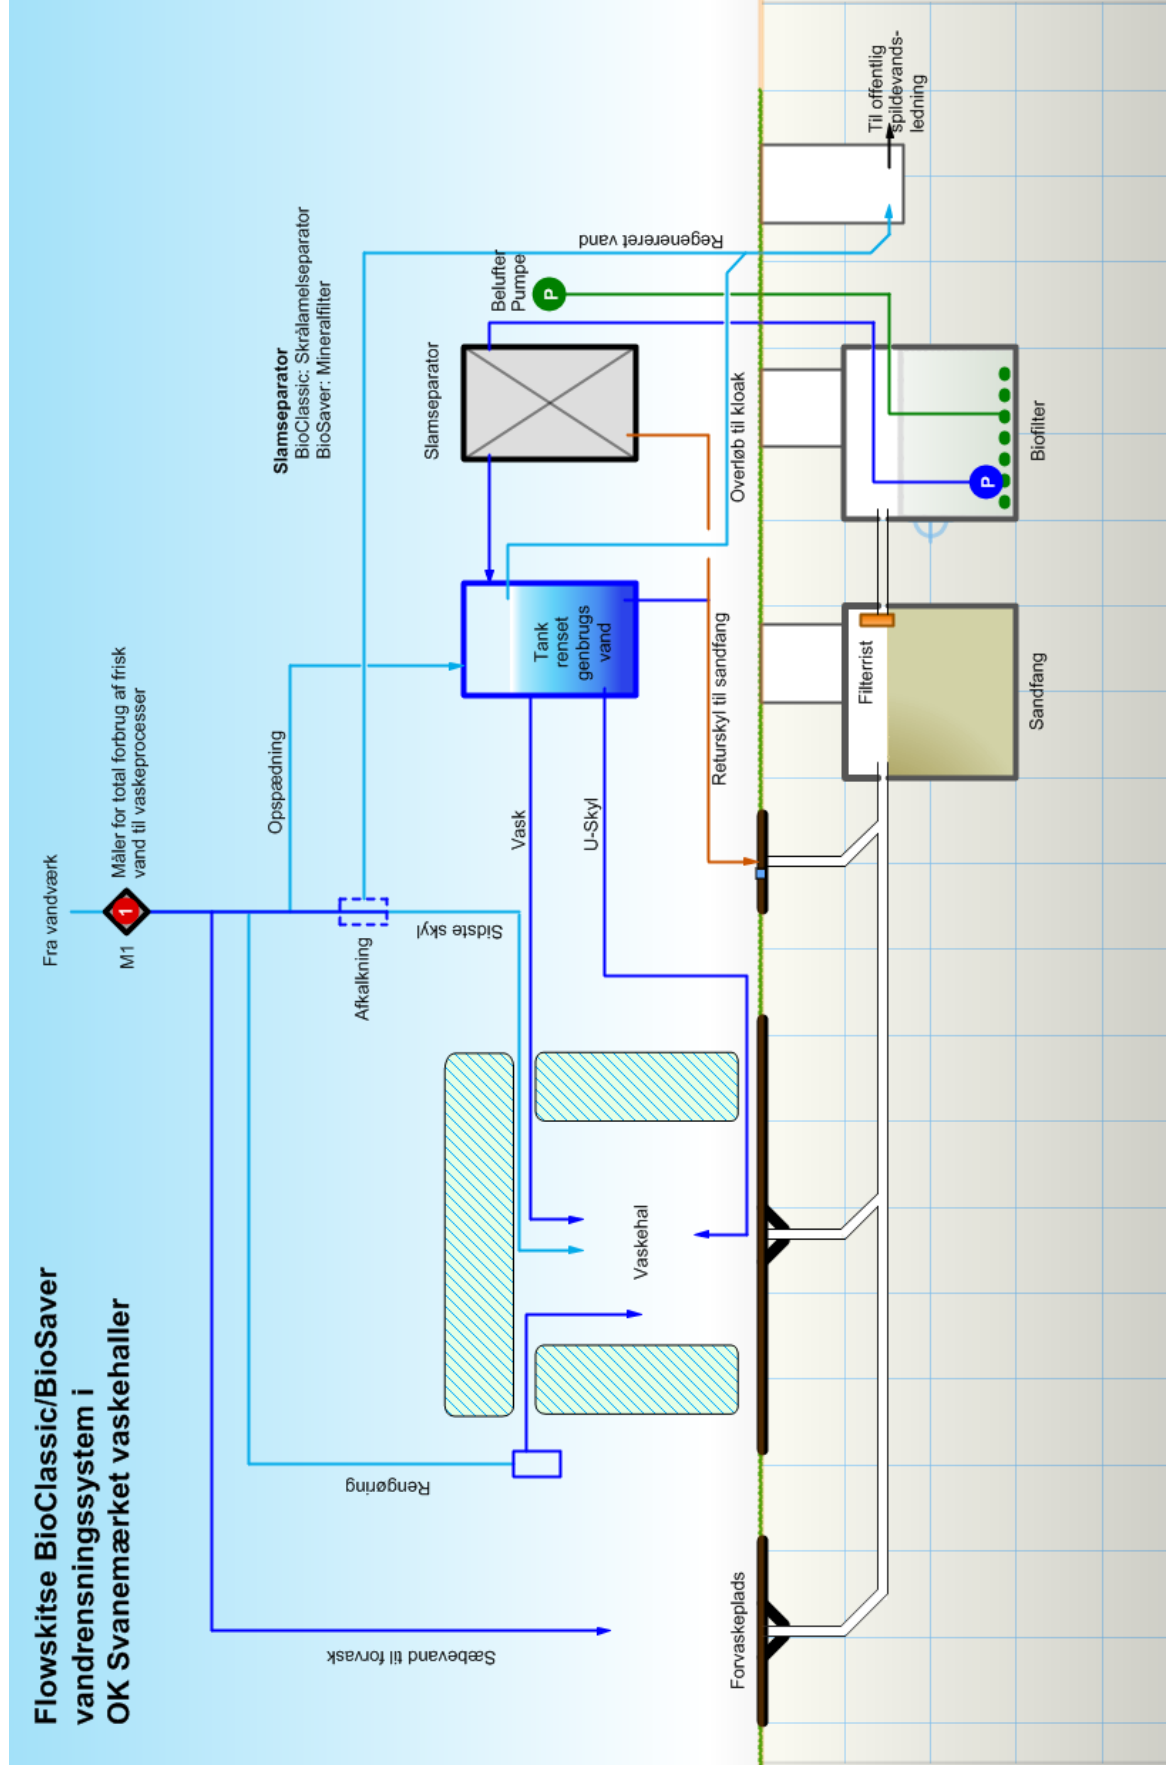 Flowskitse BioClassic/BioSaver
vandrensningssystem i
OK Svanemærket vaskehaller
Fra vandværk
M1
1
Måler for total forbrug af frisk
vand til vaskeprocesser
Opspædning
Afkalkning
Sidste skyl
Rengøring
Sæbevand til forvask
Slamseparator
BioClassic: Skrålamelseparator
BioSaver: Mineralfilter
Slamseparator
Belufter
Pumpe
P
Regenereret vand
Tank
renset
genbrugs
vand
Vask
U-Skyl
Vaskehal
Overløb til kloak
Returskyl til sandfang
Forvaskeplads
Filterrist
Sandfang
P
Biofilter
Til offentlig
spildevands-
ledning